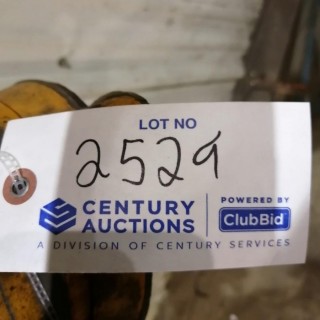 LOT NO
2529
CENTURY AUCTIONS
POWERED BY
ClubBid
A DIVISION OF CENTURY SERVICES